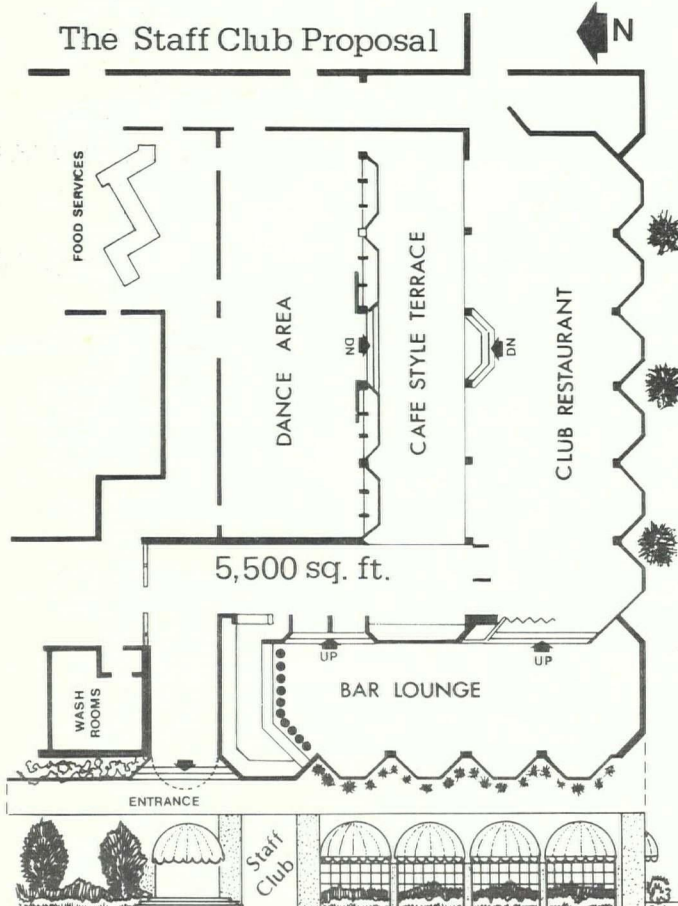 The Staff Club Proposal
N
FOOD SERVICES
DANCE AREA
DN
CAFE STYLE TERRACE
DN
CLUB RESTAURANT
5,500 sq. ft.
UP
UP
BAR LOUNGE
WASH
ROOMS
ENTRANCE
Staff
Club